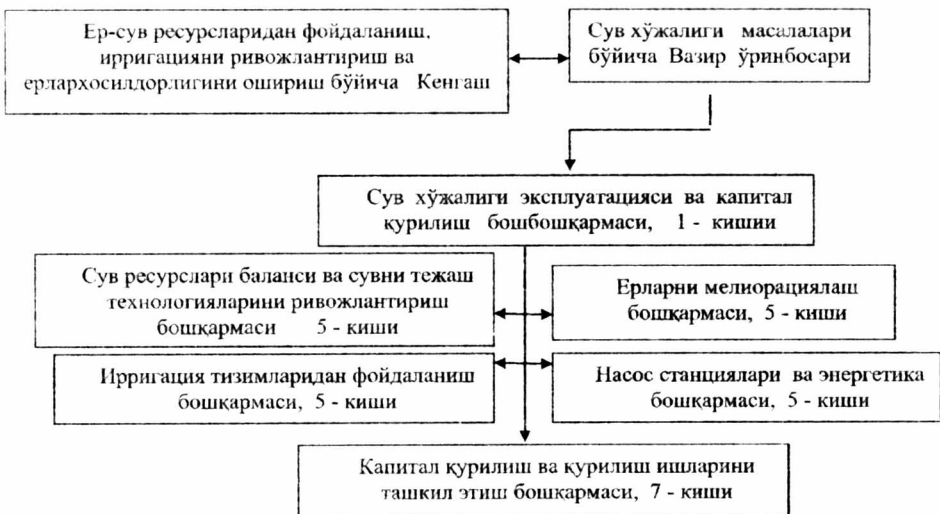 Ер-сув ресурсларидан фойдаланиш,
ирригацияни ривожлантириш ва
ерлархосилдорлигини ошириш бўйича Кенгаш
Сув хўжалиги масалалари
бўйича Вазир ўринбосари
Сув хўжалиги эксплуатацияси ва капитал
қурилиш бошбошқармаси, 1 - кишии
Сув ресурслари баланси ва сувни тежаш
технологияларини ривожлантириш
бошқармаси 5 - киши
Ерларни мелиорациялаш
бошқармаси, 5 - киши
Ирригация тизимларидан фойдаланиш
бошқармаси, 5 - киши
Насос станциялари ва энергетика
бошқармаси, 5 - киши
Капитал қурилиш ва қурилиш ишларини
ташкил этиш бошкармаси, 7 - киши